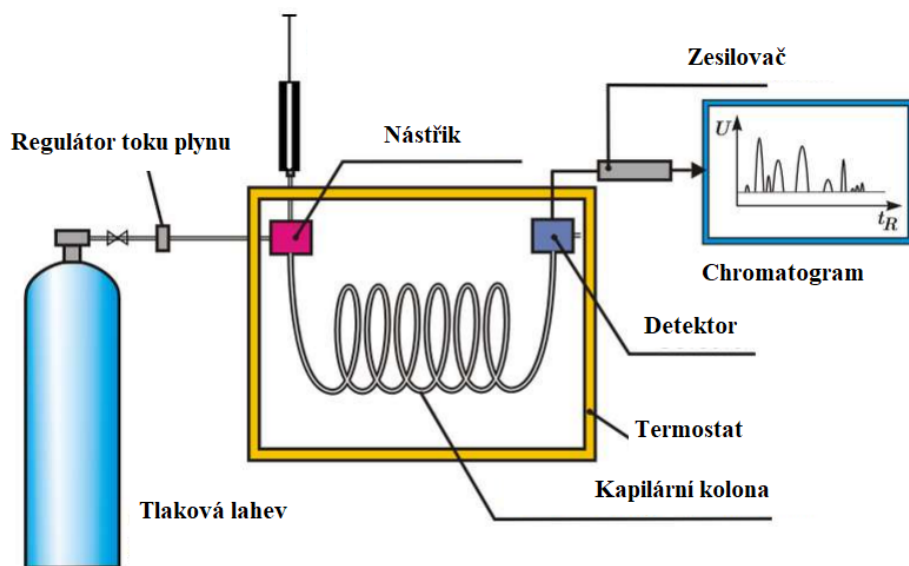 Zesilovač
Regulátor toku plynu
Nástřik
U
t_R
Chromatogram
Detektor
Termostat
Kapilární kolona
Tlaková lahev